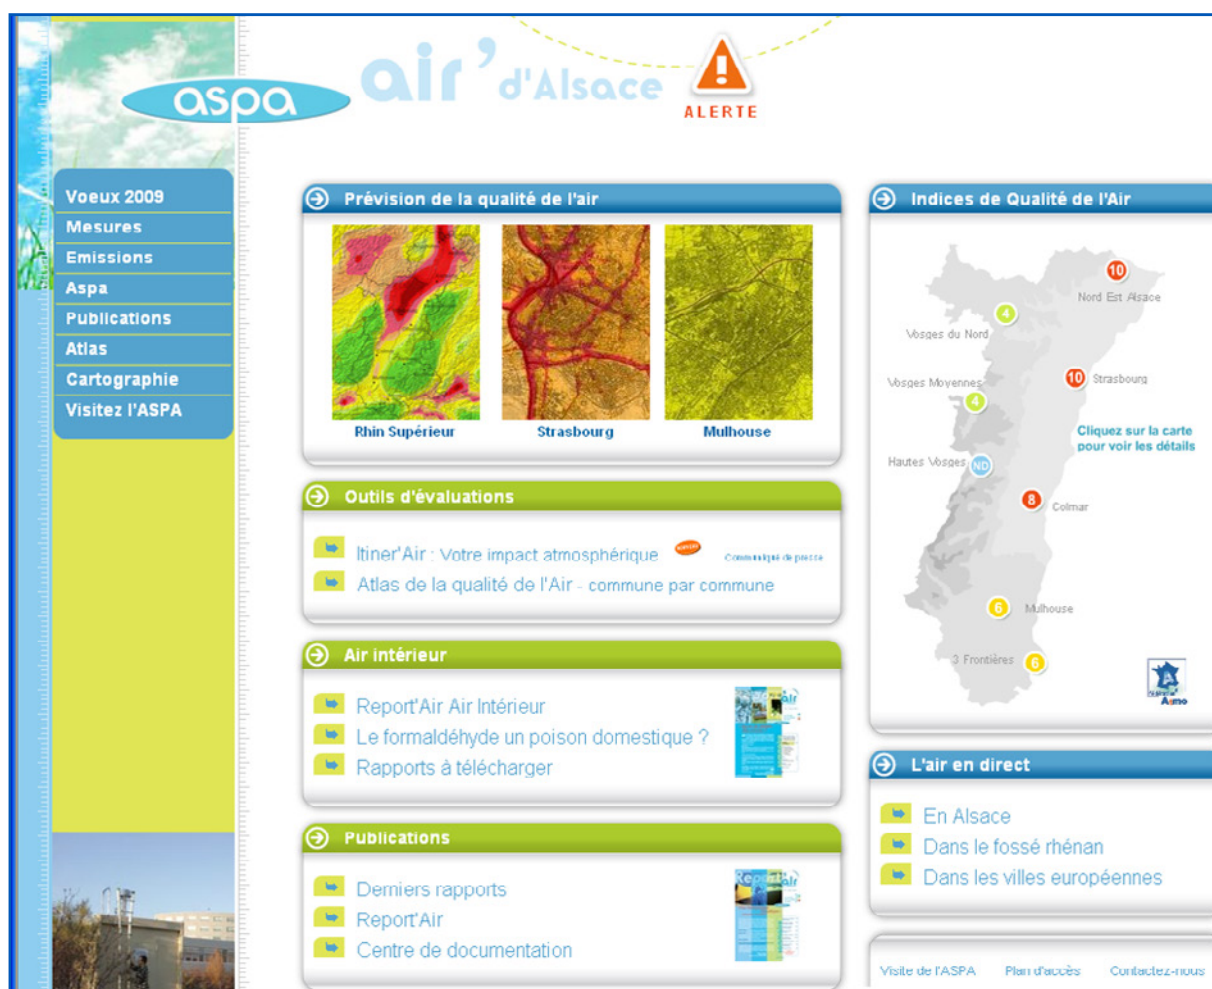 aspa
air'd'Alsace
ALERTE
Voeux 2009
Mesures
Emissions
Aspa
Publications
Atlas
Cartographie
Visitez l'ASPA
Prévision de la qualité de l'air
Rhin Supérieur
Strasbourg
Mulhouse
Outils d'évaluations
Itiner'Air : Votre impact atmosphérique
Communiqué de presse
Atlas de la qualité de l'Air - commune par commune
Air intérieur
Report'Air Air Intérieur
Le formaldéhyde un poison domestique ?
Rapports à télécharger
Publications
Derniers rapports
Report'Air
Centre de documentation
Indices de Qualité de l'Air
10
Nord Est Alsace
4
Vosges du Nord
Vosges Moyennes
4
10 Strasbourg
Cliquez sur la carte
pour voir les détails
Hautes Vosges ND
8 Colmar
6 Mulhouse
3 Frontières 6
L'air en direct
En Alsace
Dans le fossé rhénan
Dans les villes européennes
Visite de l'ASPA
Plan d'accès
Contactez-nous